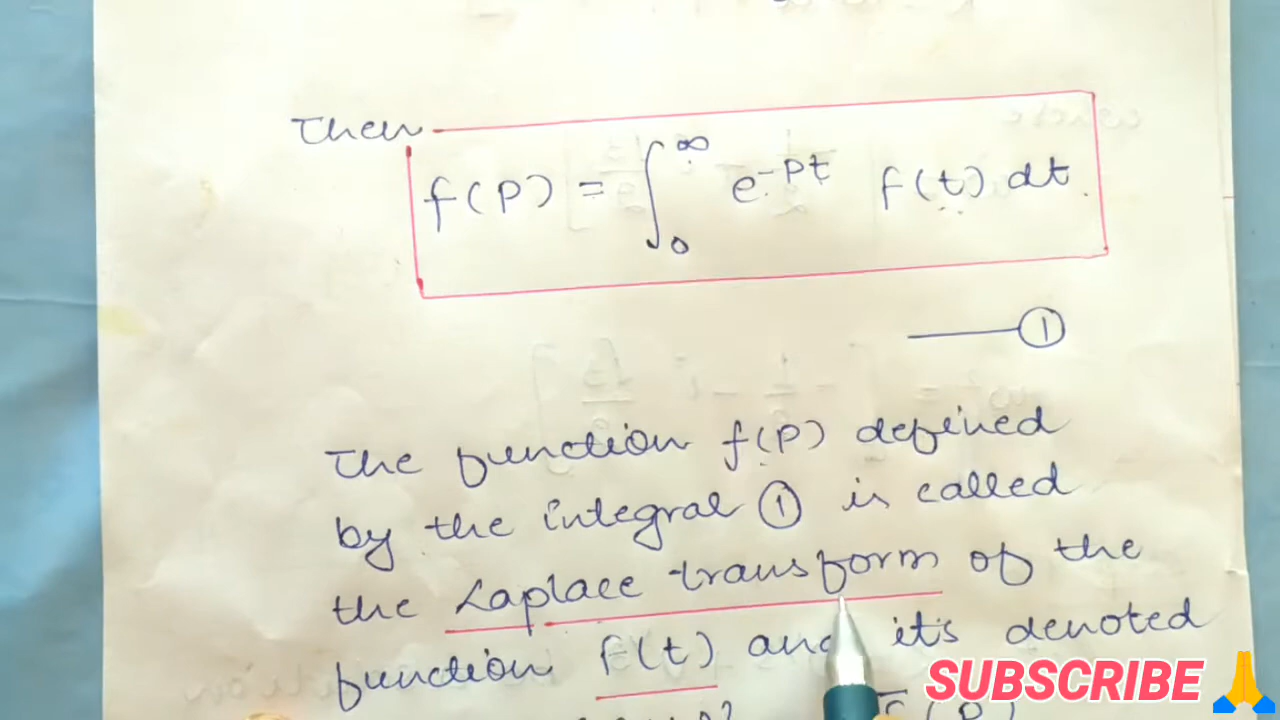 Then
f(p) = ∫₀^∞ e^{-pt} F(t) dt.
①
The function f(p) defined
by the integral ① is called
the Laplace transform of the
function F(t) and it's denoted
SUBSCRIBE 🙏